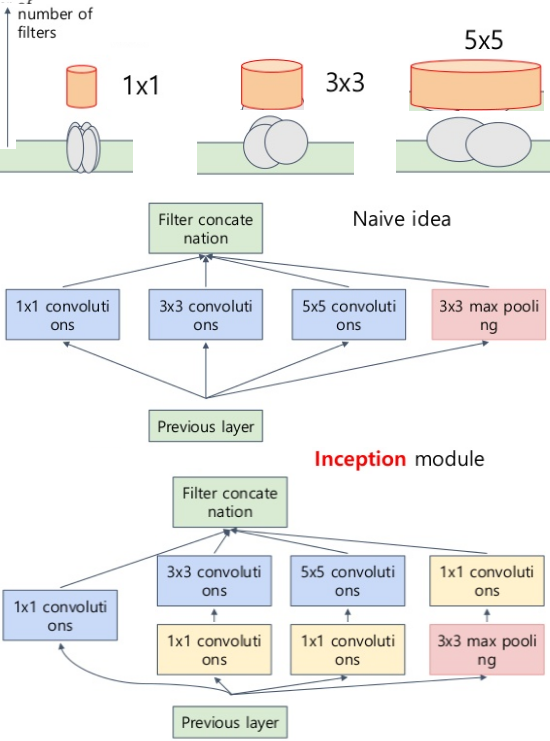 number of
filters
1x1
3x3
5x5
Naive idea
Filter concate
nation
1x1 convoluti
ons
3x3 convoluti
ons
5x5 convoluti
ons
3x3 max pooli
ng
Previous layer
Inception module
Filter concate
nation
1x1 convoluti
ons
3x3 convoluti
ons
5x5 convoluti
ons
1x1 convoluti
ons
1x1 convoluti
ons
1x1 convoluti
ons
3x3 max pooli
ng
Previous layer